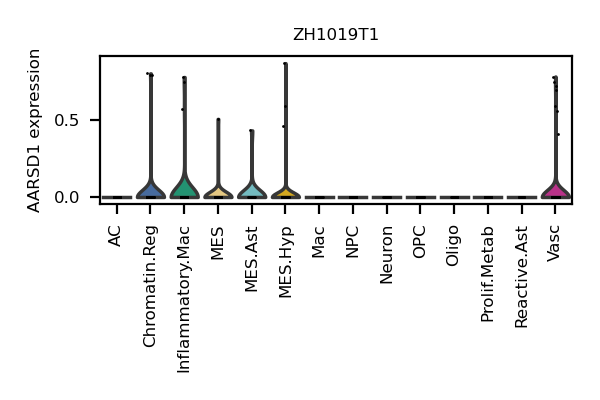 ZH1019T1
AARSD1 expression
0.5
0.0
AC
Chromatin.Reg
Inflammatory.Mac
MES
MES.Ast
MES.Hyp
Mac
NPC
Neuron
OPC
Oligo
Prolif.Metab
Reactive.Ast
Vasc